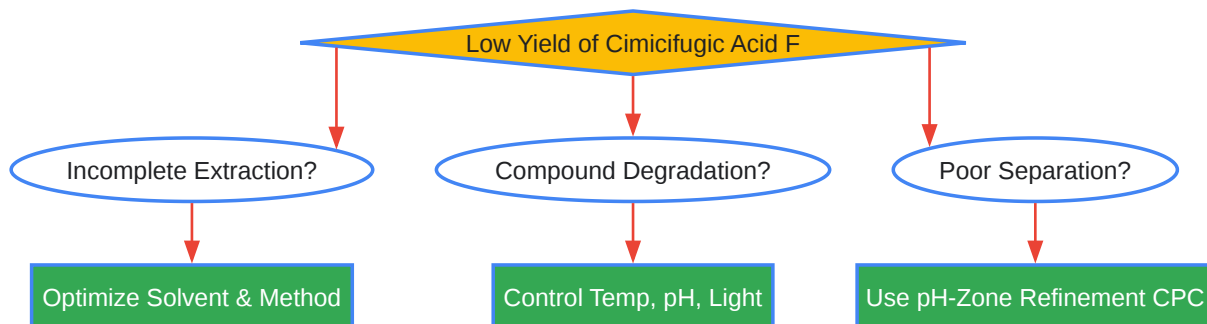 Low Yield of Cimicifugic Acid F
Incomplete Extraction?
Compound Degradation?
Poor Separation?
Optimize Solvent & Method
Control Temp, pH, Light
Use pH-Zone Refinement CPC